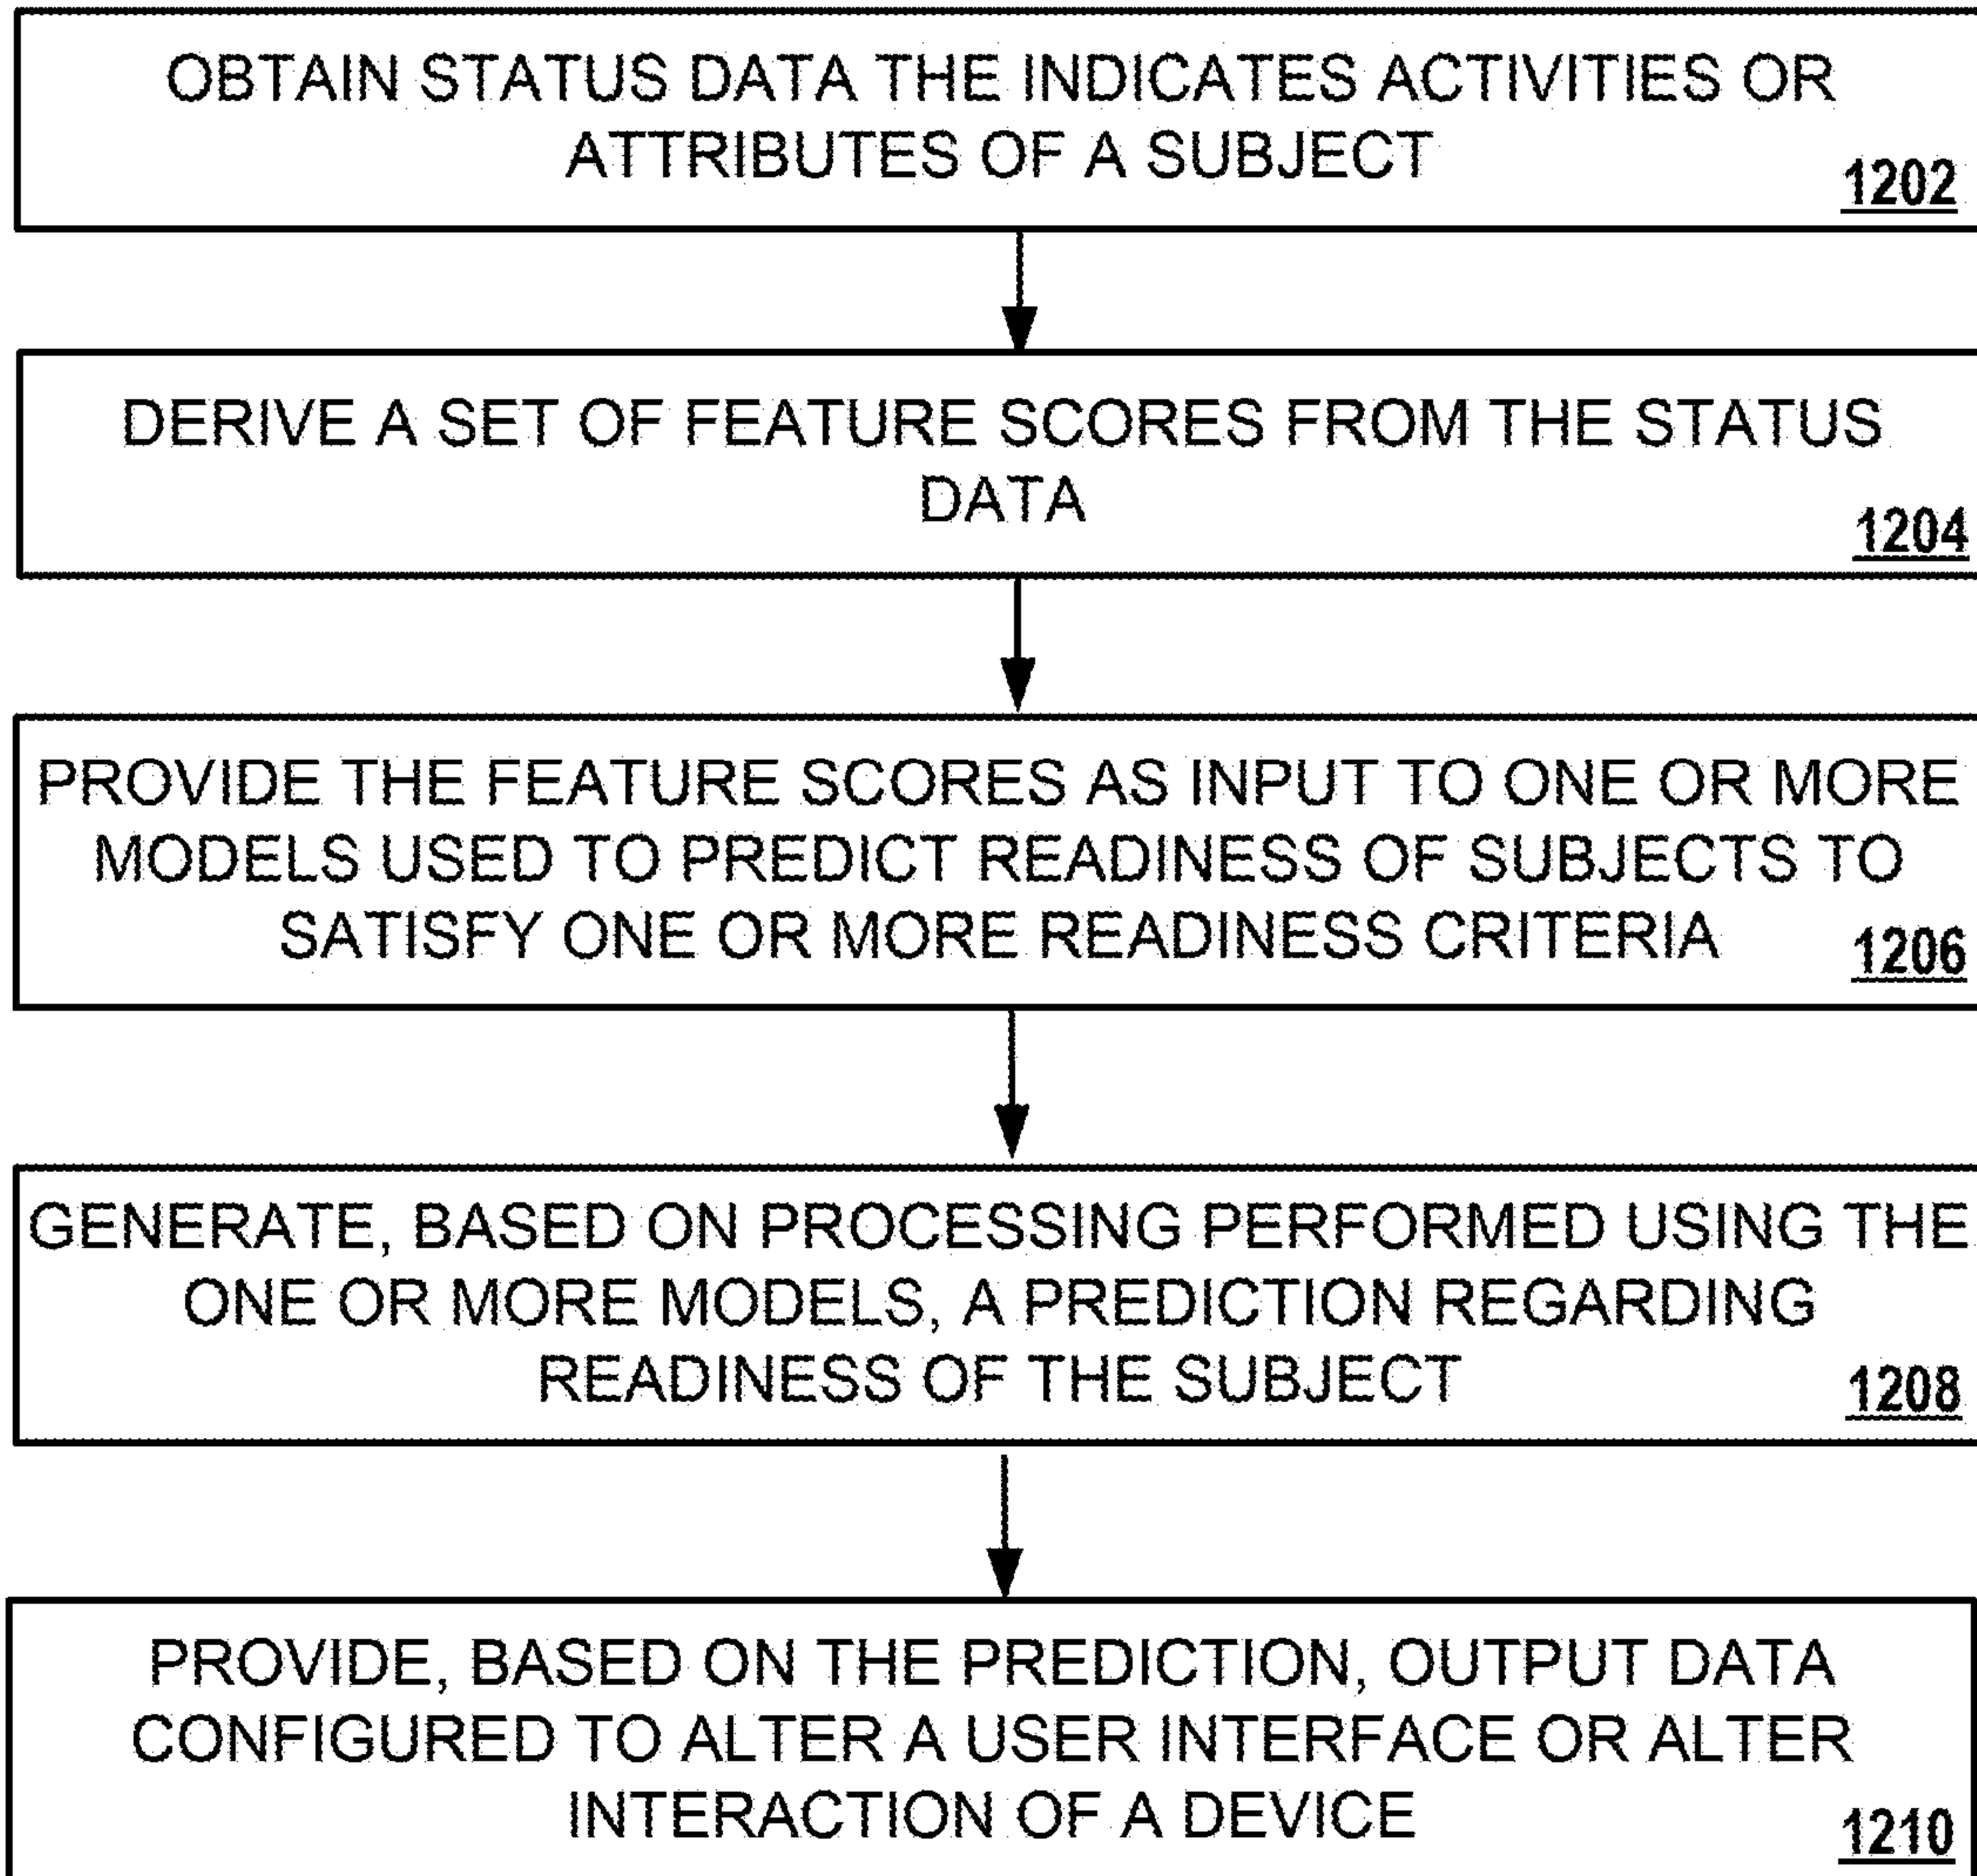 OBTAIN STATUS DATA THE INDICATES ACTIVITIES OR
ATTRIBUTES OF A SUBJECT
1202
DERIVE A SET OF FEATURE SCORES FROM THE STATUS
DATA
1204
PROVIDE THE FEATURE SCORES AS INPUT TO ONE OR MORE
MODELS USED TO PREDICT READINESS OF SUBJECTS TO
SATISFY ONE OR MORE READINESS CRITERIA
1206
GENERATE, BASED ON PROCESSING PERFORMED USING THE
ONE OR MORE MODELS, A PREDICTION REGARDING
READINESS OF THE SUBJECT
1208
PROVIDE, BASED ON THE PREDICTION, OUTPUT DATA
CONFIGURED TO ALTER A USER INTERFACE OR ALTER
INTERACTION OF A DEVICE
1210